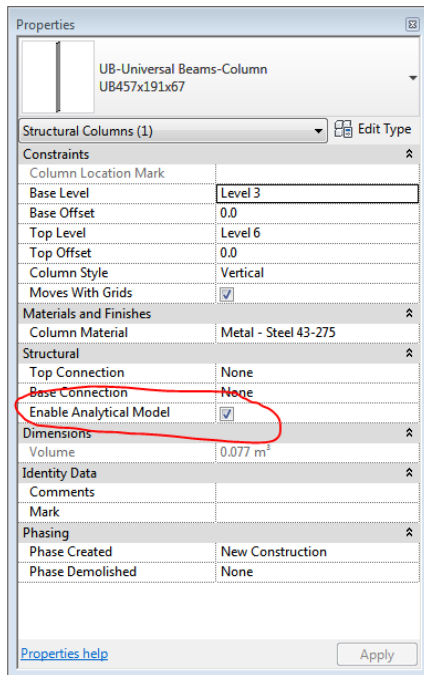 Properties
UB-Universal Beams-Column
UB457x191x67
Structural Columns (1) Edit Type
Constraints
Column Location Mark
Base Level Level 3
Base Offset 0.0
Top Level Level 6
Top Offset 0.0
Column Style Vertical
Moves With Grids
Materials and Finishes
Column Material Metal - Steel 43-275
Structural
Top Connection None
Base Connection None
Enable Analytical Model
Dimensions
Volume 0.077 m³
Identity Data
Comments
Mark
Phasing
Phase Created New Construction
Phase Demolished None
Properties help Apply